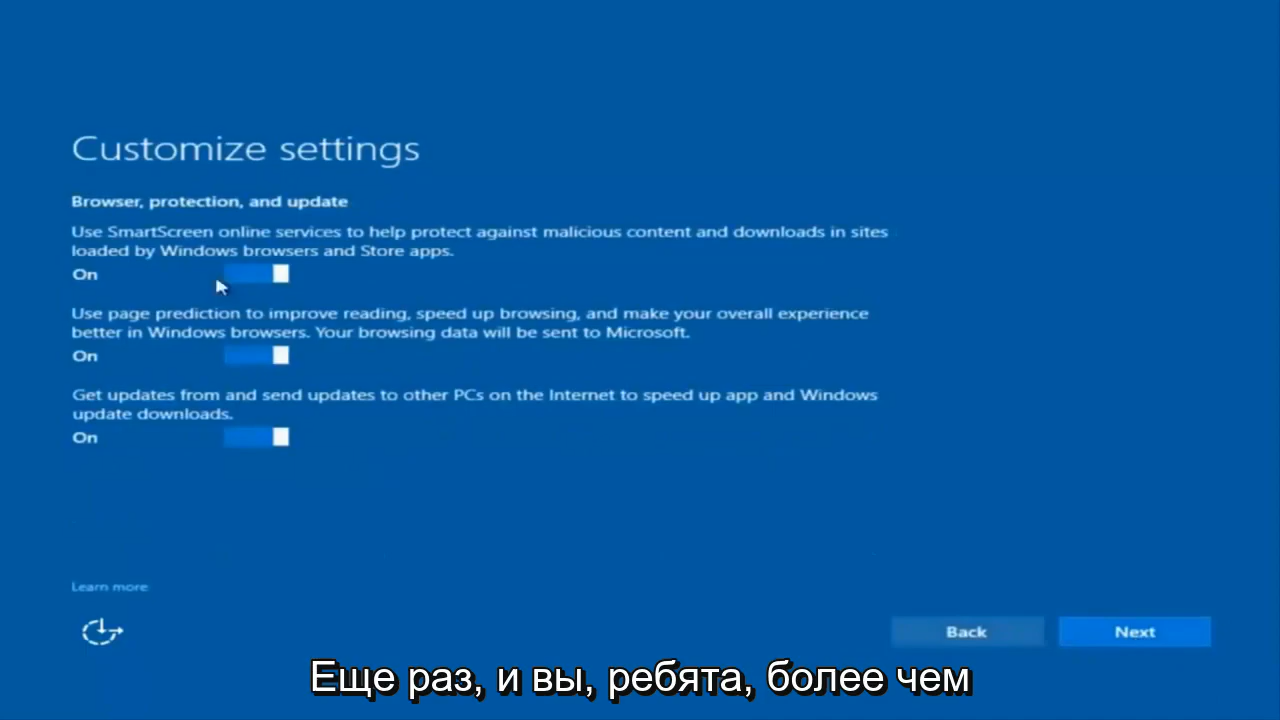 Customize settings
Browser, protection, and update
Use SmartScreen online services to help protect against malicious content and downloads in sites
loaded by Windows browsers and Store apps.
On
Use page prediction to improve reading, speed up browsing, and make your overall experience
better in Windows browsers. Your browsing data will be sent to Microsoft.
On
Get updates from and send updates to other PCs on the Internet to speed up app and Windows
update downloads.
On
Learn more
Back
Next
Еще раз, и вы, ребята, более чем